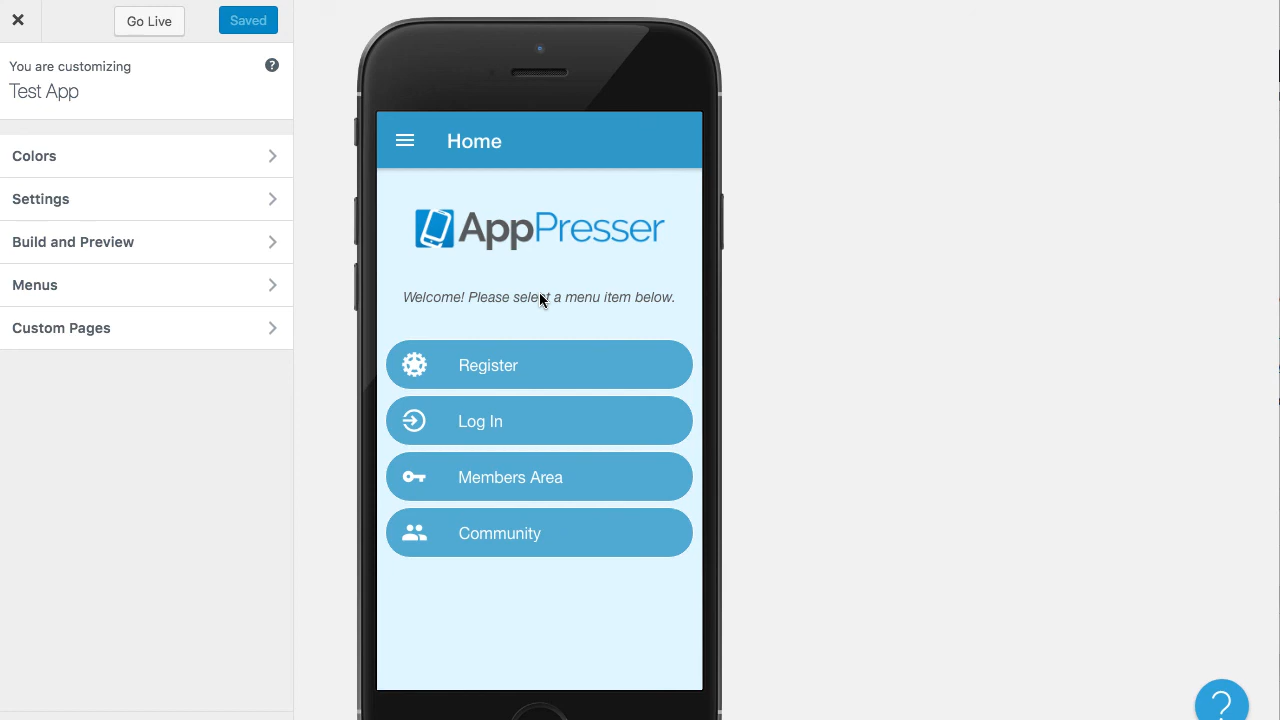 Go Live
Saved
You are customizing
Test App
Colors
Settings
Build and Preview
Menus
Custom Pages
Home
AppPresser
Welcome! Please select a menu item below.
Register
Log In
Members Area
Community
?